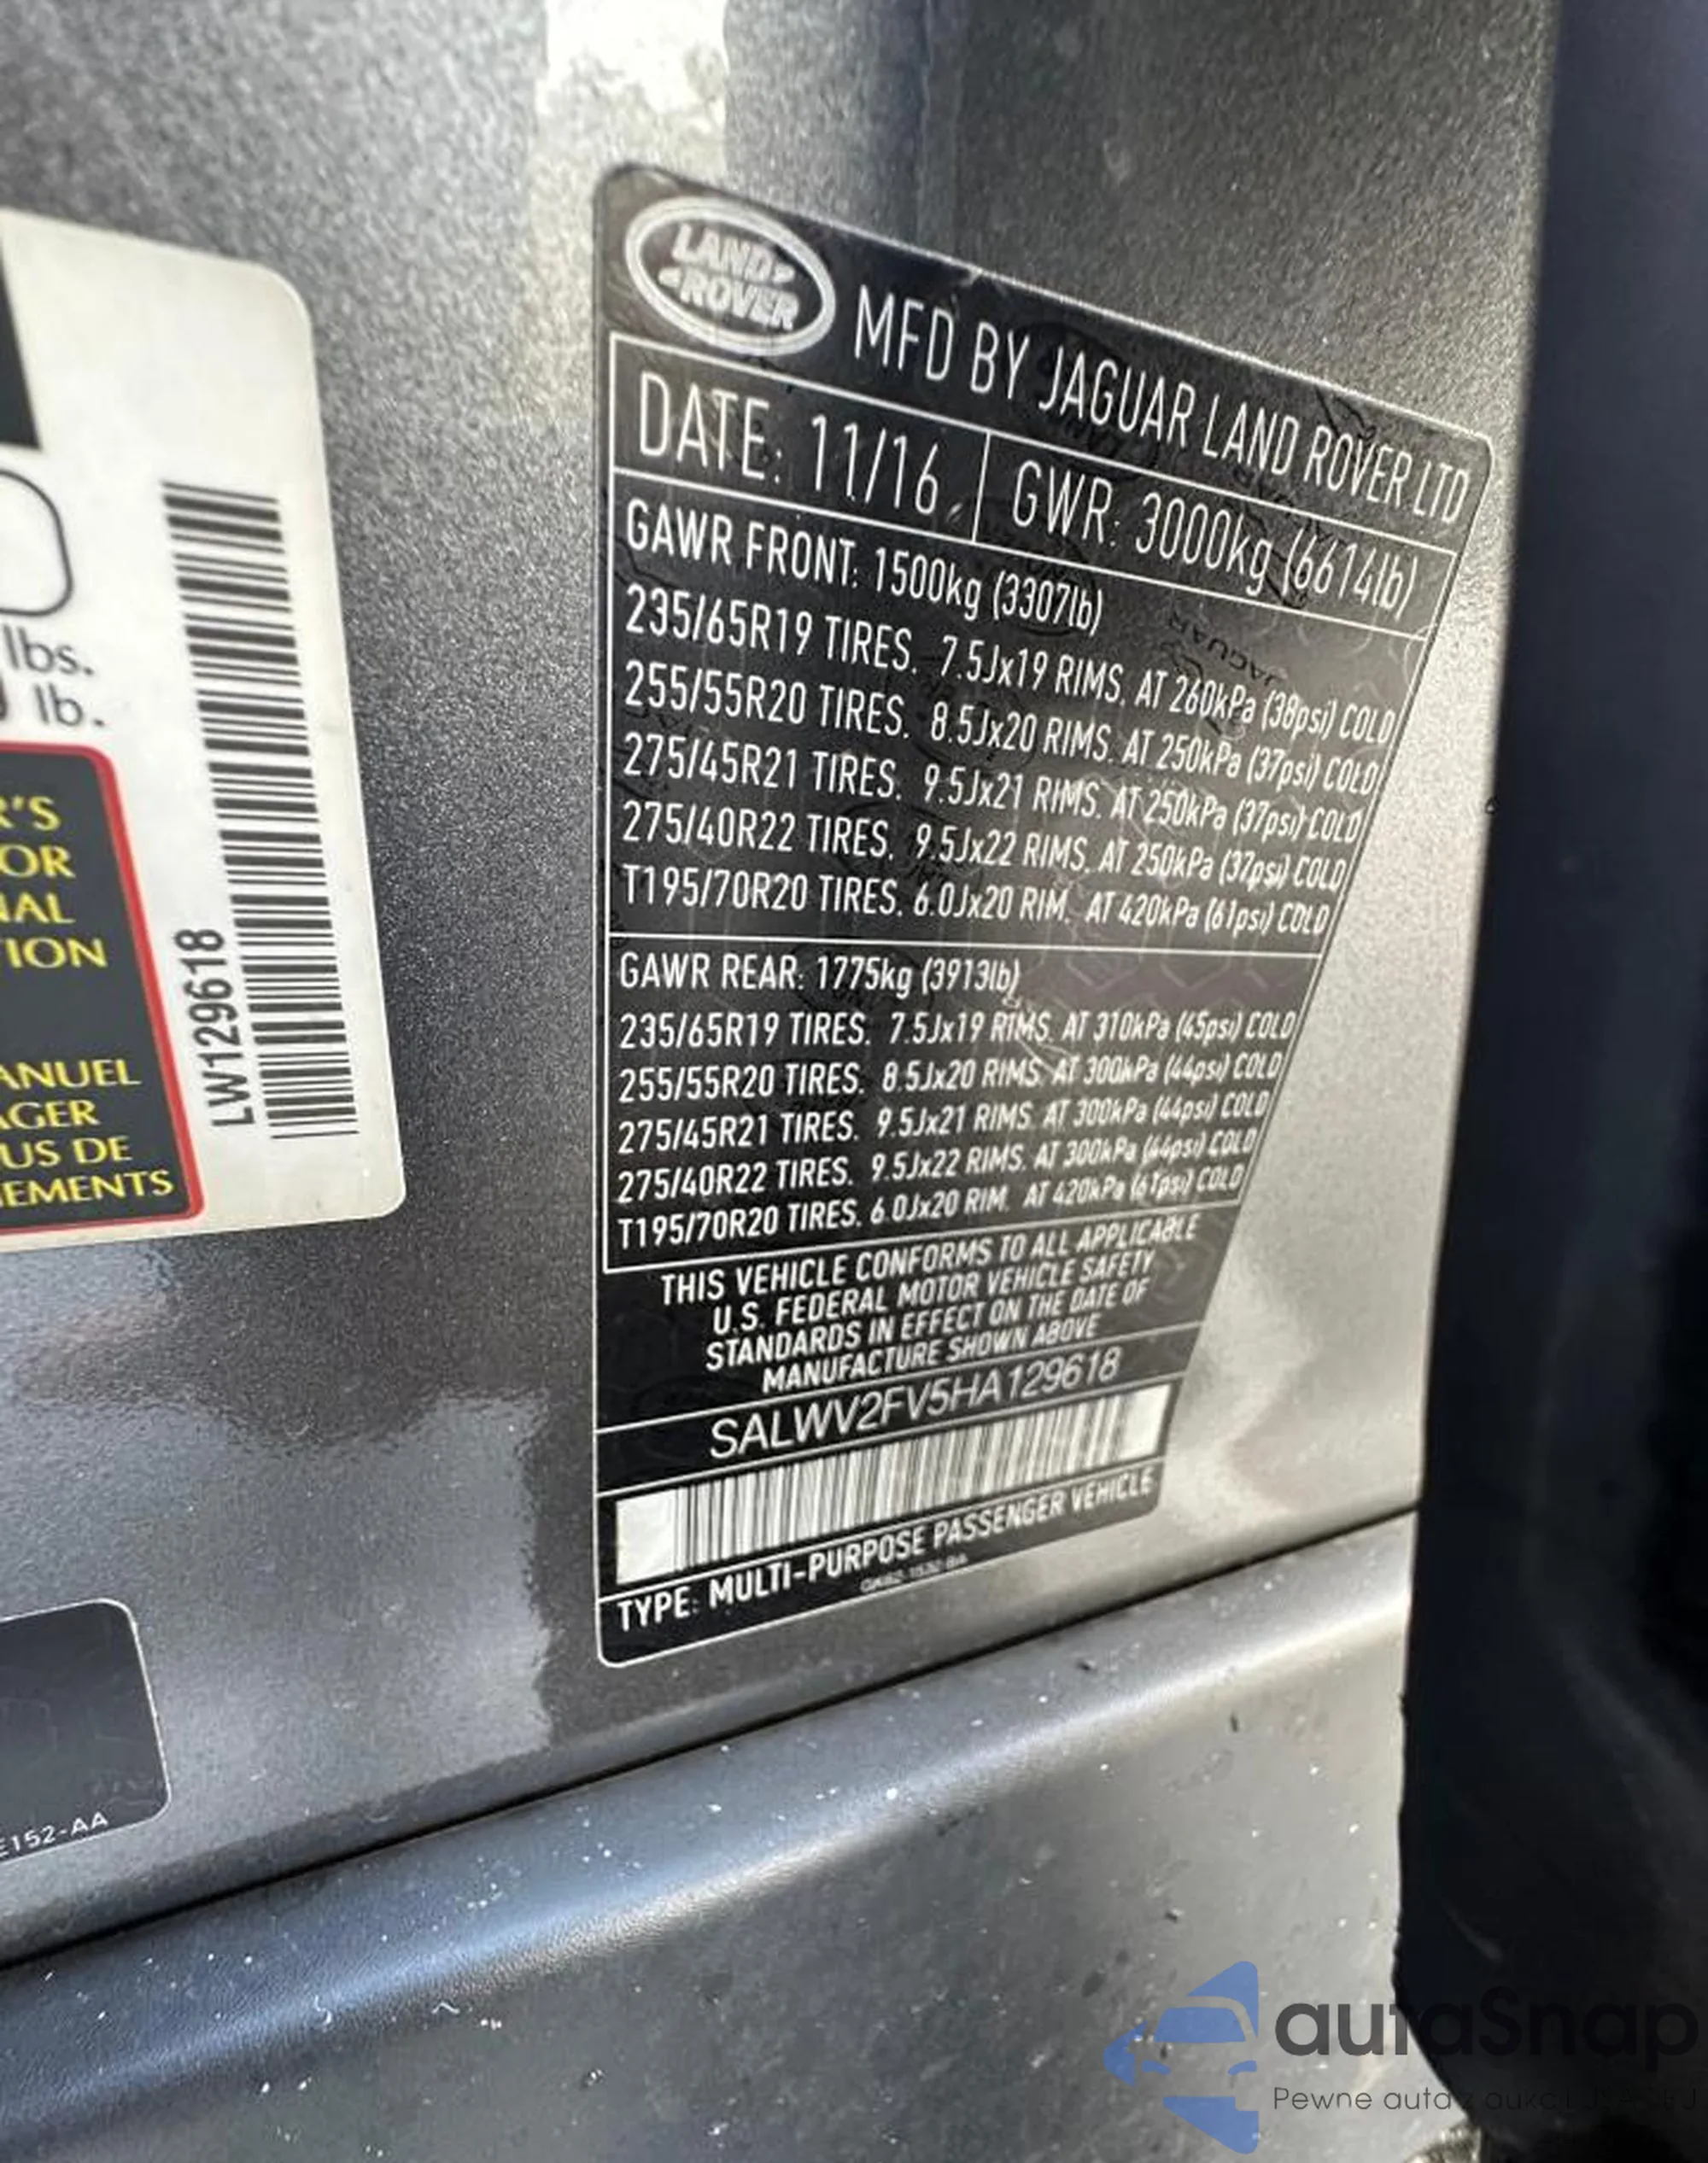 LAND
ROVER
MFD BY JAGUAR LAND ROVER LTD
DATE: 11/16
GWR: 3000kg (6614lb)
GAWR FRONT: 1500kg (3307lb)
235/65R19 TIRES. 7.5Jx19 RIMS. AT 260kPa (38psi) COLD
255/55R20 TIRES. 8.5Jx20 RIMS. AT 250kPa (37psi) COLD
275/45R21 TIRES. 9.5Jx21 RIMS. AT 250kPa (37psi) COLD
275/40R22 TIRES. 9.5Jx22 RIMS. AT 250kPa (37psi) COLD
T195/70R20 TIRES. 6.0Jx20 RIM. AT 420kPa (61psi) COLD
GAWR REAR: 1775kg (3913lb)
235/65R19 TIRES. 7.5Jx19 RIMS. AT 310kPa (45psi) COLD
255/55R20 TIRES. 8.5Jx20 RIMS. AT 300kPa (44psi) COLD
275/45R21 TIRES. 9.5Jx21 RIMS. AT 300kPa (44psi) COLD
275/40R22 TIRES. 9.5Jx22 RIMS. AT 300kPa (44psi) COLD
T195/70R20 TIRES. 6.0Jx20 RIM. AT 420kPa (61psi) COLD
THIS VEHICLE CONFORMS TO ALL APPLICABLE
U.S. FEDERAL MOTOR VEHICLE SAFETY
STANDARDS IN EFFECT ON THE DATE OF
MANUFACTURE SHOWN ABOVE
SALWV2FV5HA129618
TYPE: MULTI-PURPOSE PASSENGER VEHICLE
lbs.
lb.
R'S
OR
NAL
TION
ANUEL
AGER
US DE
EMENTS
LW129618
E152-AA
JAGUAR
autaSnap
Pewne auta z aukcji